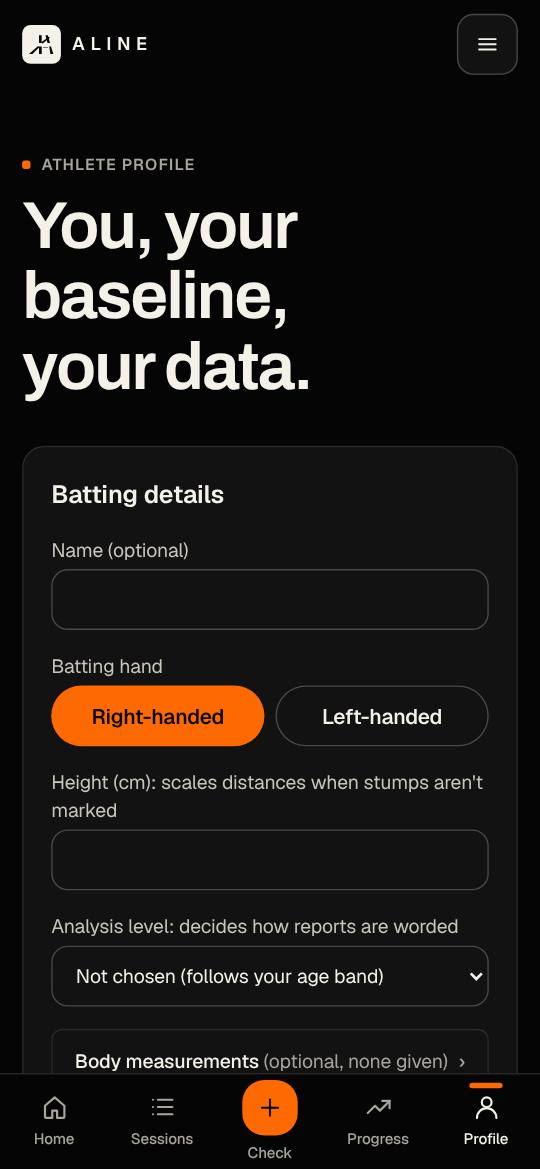 ALINE
ATHLETE PROFILE
You, your
baseline,
your data.
Batting details
Name (optional)
Batting hand
Right-handed
Left-handed
Height (cm): scales distances when stumps aren't
marked
Analysis level: decides how reports are worded
Not chosen (follows your age band)
Body measurements (optional, none given) ›
Home
Sessions
Check
Progress
Profile